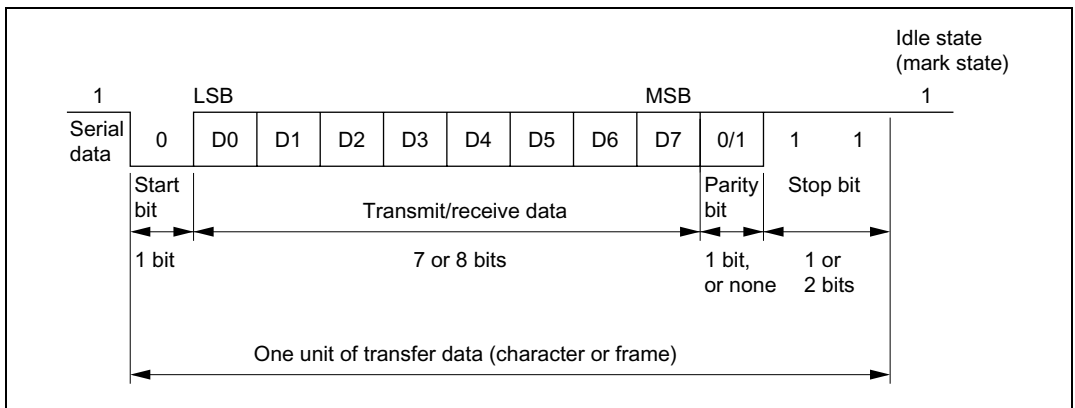 Idle state
(mark state)
1 LSB MSB 1
Serial
data
0 D0 D1 D2 D3 D4 D5 D6 D7 0/1 1 1
Start
bit
Transmit/receive data
Parity
bit
Stop bit
1 bit
7 or 8 bits
1 bit,
or none
1 or
2 bits
One unit of transfer data (character or frame)